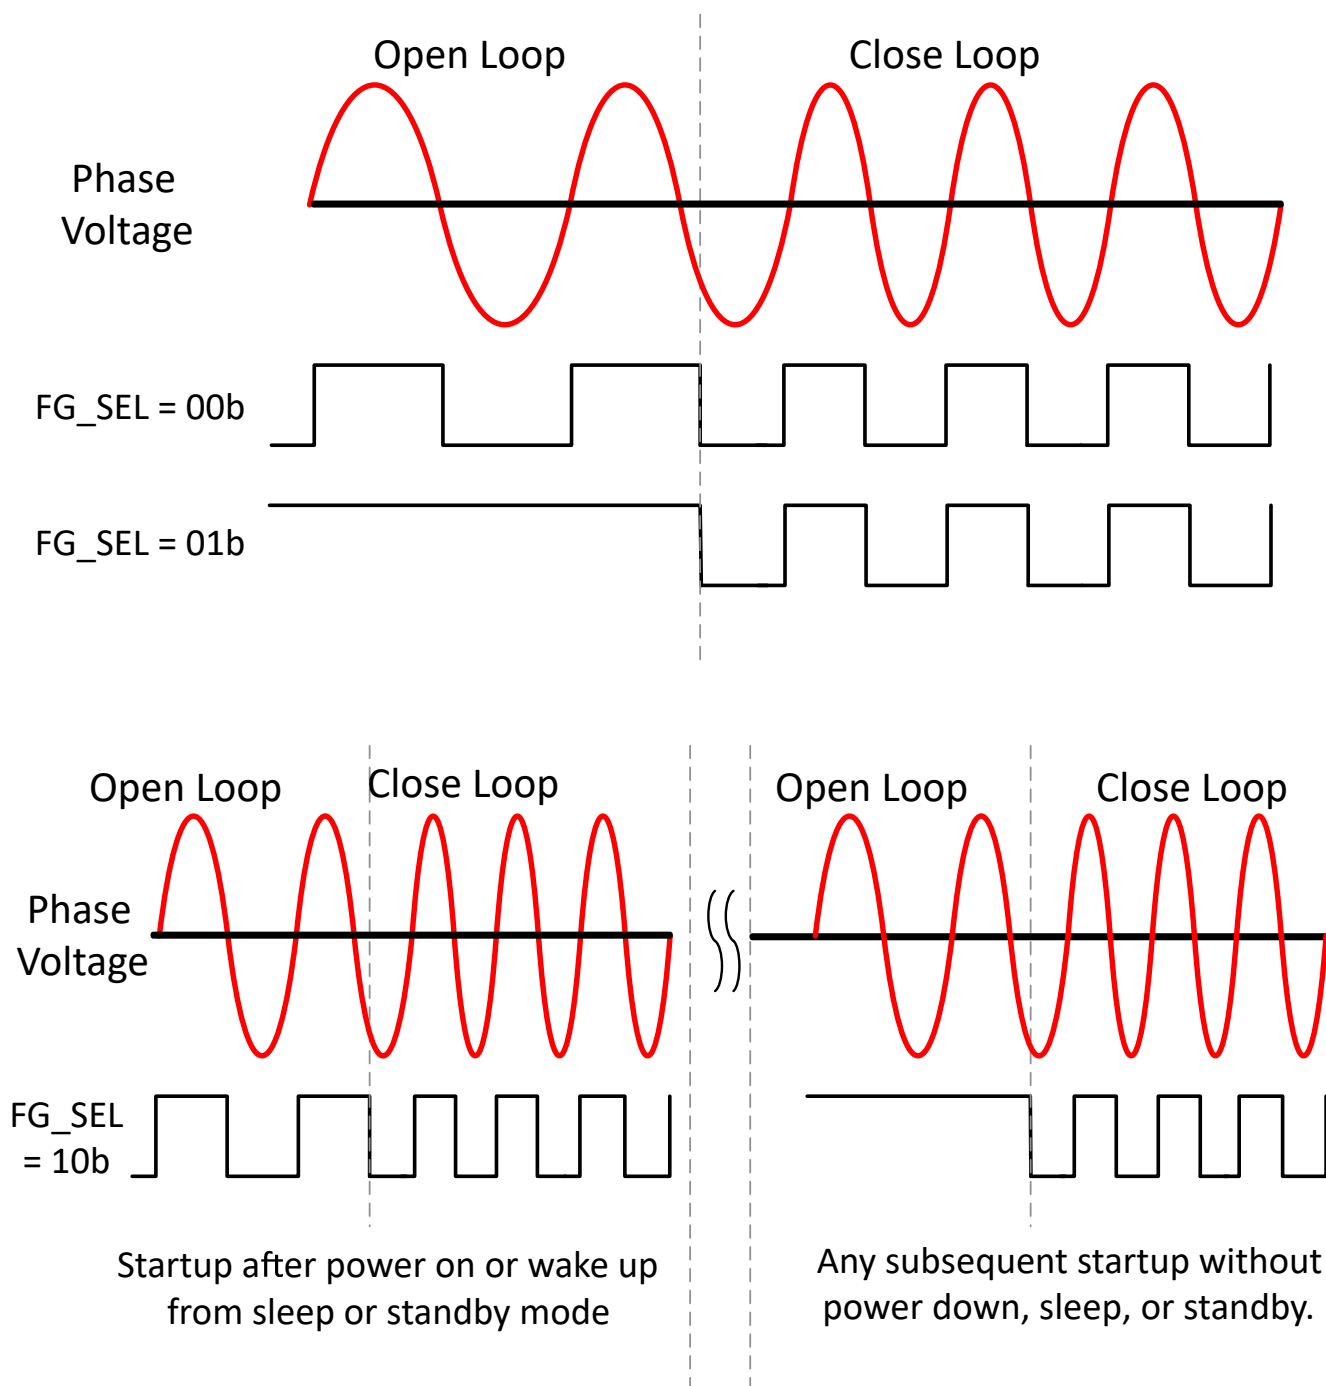 Open Loop
Close Loop
Phase
Voltage
FG_SEL = 00b
FG_SEL = 01b
Open Loop
Close Loop
Open Loop
Close Loop
Phase
Voltage
FG_SEL
= 10b
Startup after power on or wake up
from sleep or standby mode
Any subsequent startup without
power down, sleep, or standby.